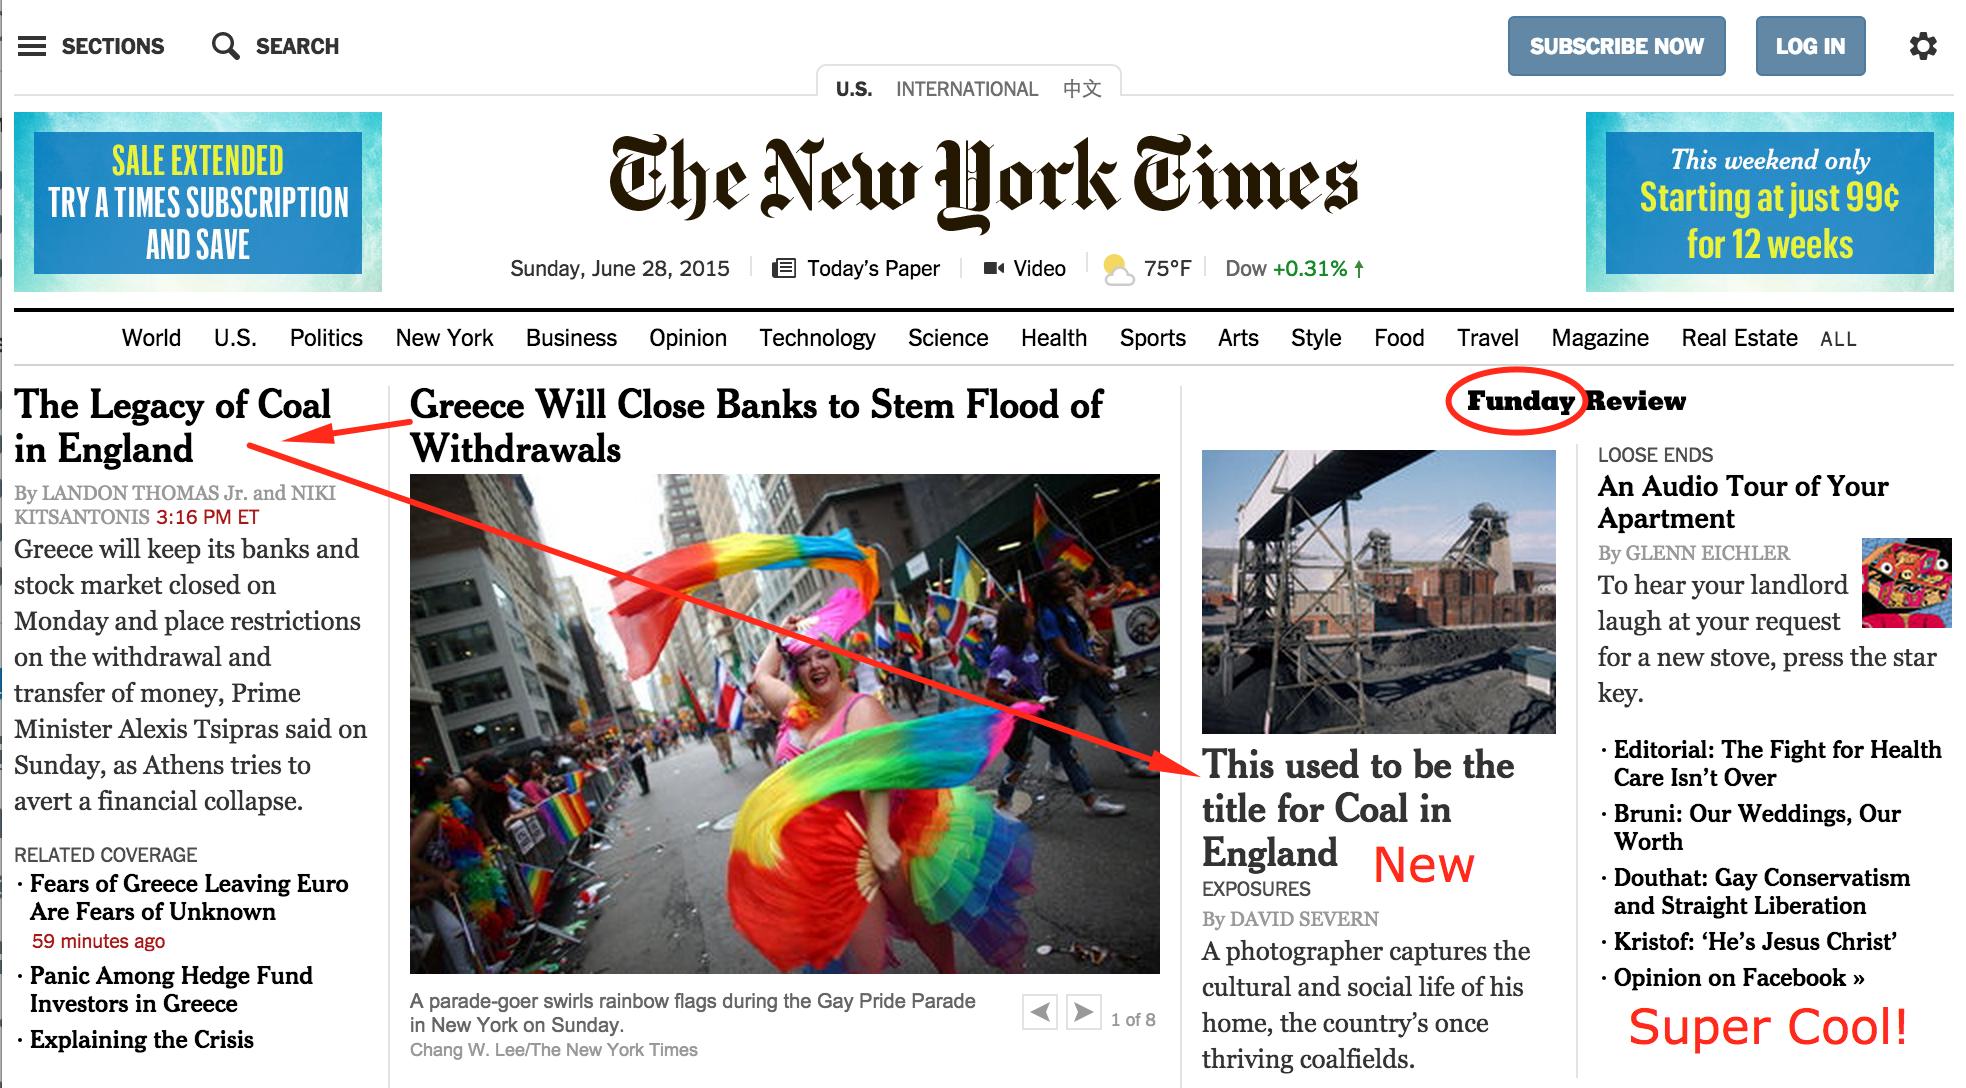 SECTIONS
SEARCH
SUBSCRIBE NOW
LOG IN
U.S. INTERNATIONAL 中文
SALE EXTENDED
TRY A TIMES SUBSCRIPTION
AND SAVE
The New York Times
This weekend only
Starting at just 99¢
for 12 weeks
Sunday, June 28, 2015
Today's Paper
Video
75°F
Dow +0.31%↑
World U.S. Politics New York Business Opinion Technology Science Health Sports Arts Style Food Travel Magazine Real Estate ALL
The Legacy of Coal
in England
By LANDON THOMAS Jr. and NIKI
KITSANTONIS 3:16 PM ET
Greece will keep its banks and
stock market closed on
Monday and place restrictions
on the withdrawal and
transfer of money, Prime
Minister Alexis Tsipras said on
Sunday, as Athens tries to
avert a financial collapse.
RELATED COVERAGE
· Fears of Greece Leaving Euro
Are Fears of Unknown
59 minutes ago
· Panic Among Hedge Fund
Investors in Greece
· Explaining the Crisis
Greece Will Close Banks to Stem Flood of
Withdrawals
A parade-goer swirls rainbow flags during the Gay Pride Parade
in New York on Sunday.
Chang W. Lee/The New York Times
1 of 8
Funday Review
This used to be the
title for Coal in
England
New
EXPOSURES
By DAVID SEVERN
A photographer captures the
cultural and social life of his
home, the country's once
thriving coalfields.
LOOSE ENDS
An Audio Tour of Your
Apartment
By GLENN EICHLER
To hear your landlord
laugh at your request
for a new stove, press the star
key.
· Editorial: The Fight for Health
Care Isn't Over
· Bruni: Our Weddings, Our
Worth
· Douthat: Gay Conservatism
and Straight Liberation
· Kristof: 'He's Jesus Christ'
· Opinion on Facebook »
Super Cool!